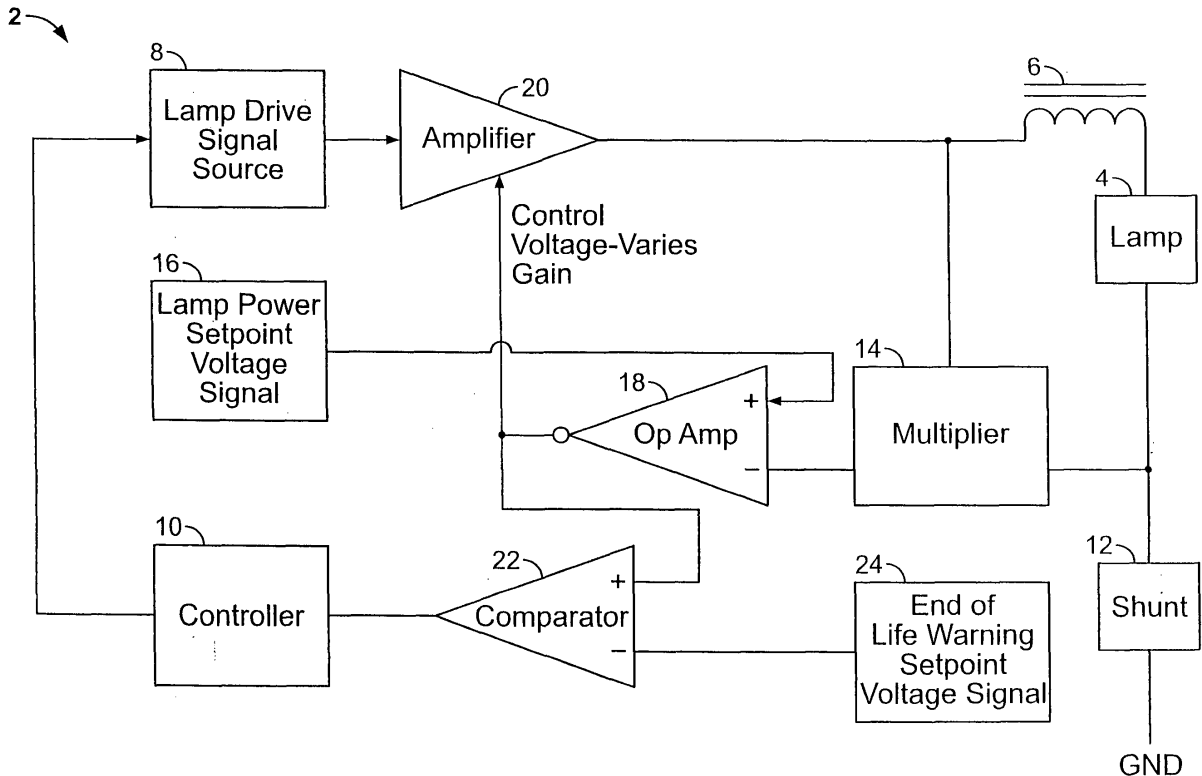 2
8
Lamp Drive
Signal
Source
20
Amplifier
6
4
Lamp
Control
Voltage-Varies
Gain
16
Lamp Power
Setpoint
Voltage
Signal
18
+
Op Amp
−
14
Multiplier
10
Controller
22
+
Comparator
−
24
End of
Life Warning
Setpoint
Voltage Signal
12
Shunt
GND